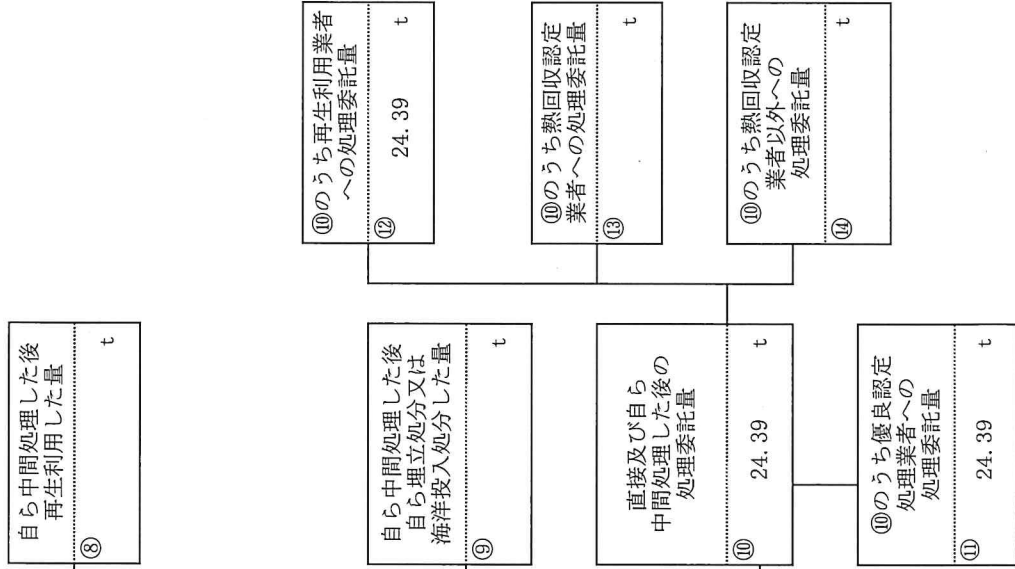 自ら中間処理した後
再生利用した量
⑧ t
自ら中間処理した後
自ら埋立処分又は
海洋投入処分した量
⑨ t
直接及び自ら
中間処理した後の
処理委託量
⑩ 24.39 t
⑩のうち優良認定
処理業者への
処理委託量
⑪ 24.39 t
⑩のうち再生利用業者
への処理委託量
⑫ 24.39 t
⑩のうち熱回収認定
業者への処理委託量
⑬ t
⑩のうち熱回収認定
業者以外への
処理委託量
⑭ t